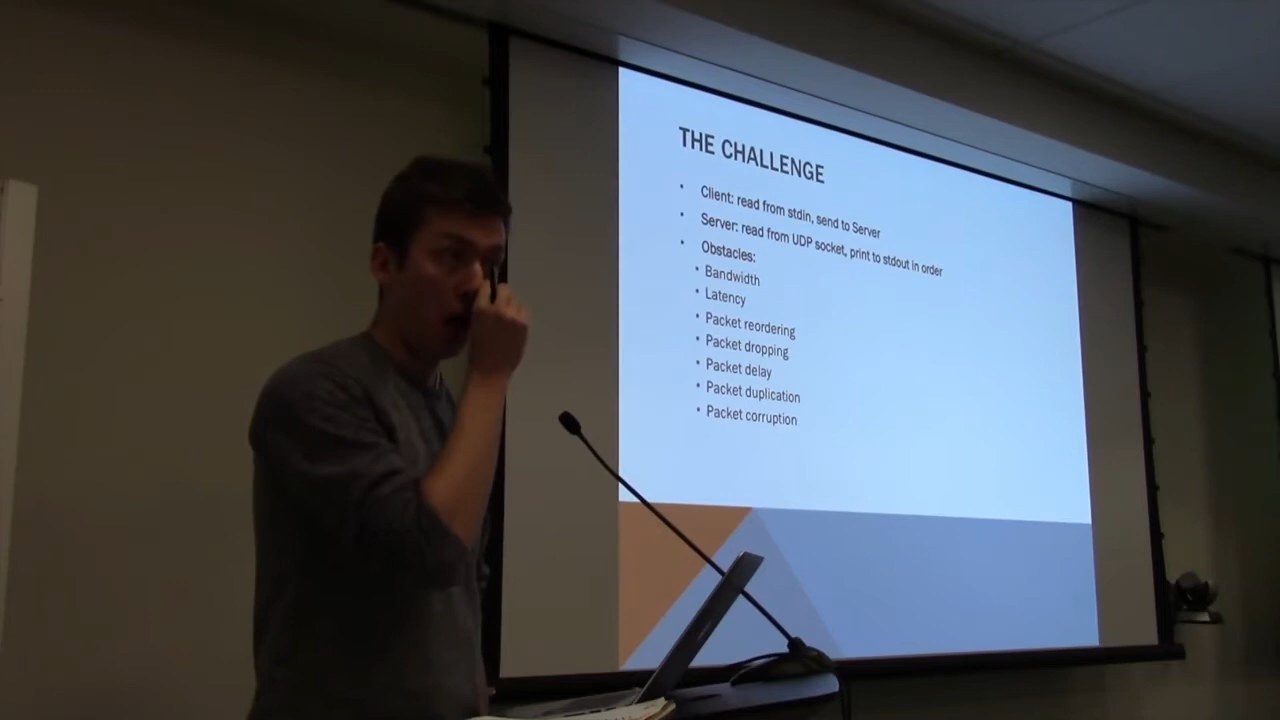 THE CHALLENGE
• Client: read from stdin, send to Server
• Server: read from UDP socket, print to stdout in order
• Obstacles:
• Bandwidth
• Latency
• Packet reordering
• Packet dropping
• Packet delay
• Packet duplication
• Packet corruption